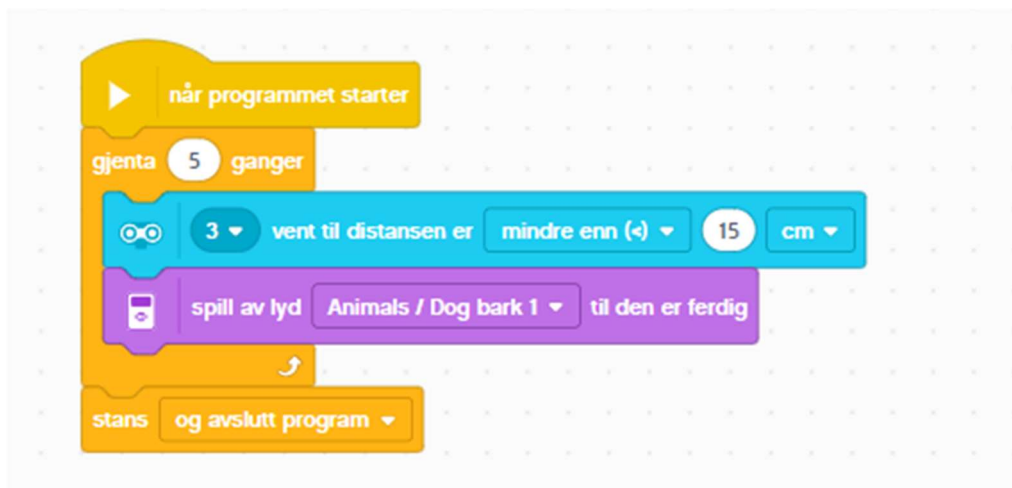 når programmet starter
gjenta 5 ganger
3 vent til distansen er mindre enn (<) 15 cm
spill av lyd Animals / Dog bark 1 til den er ferdig
stans og avslutt program